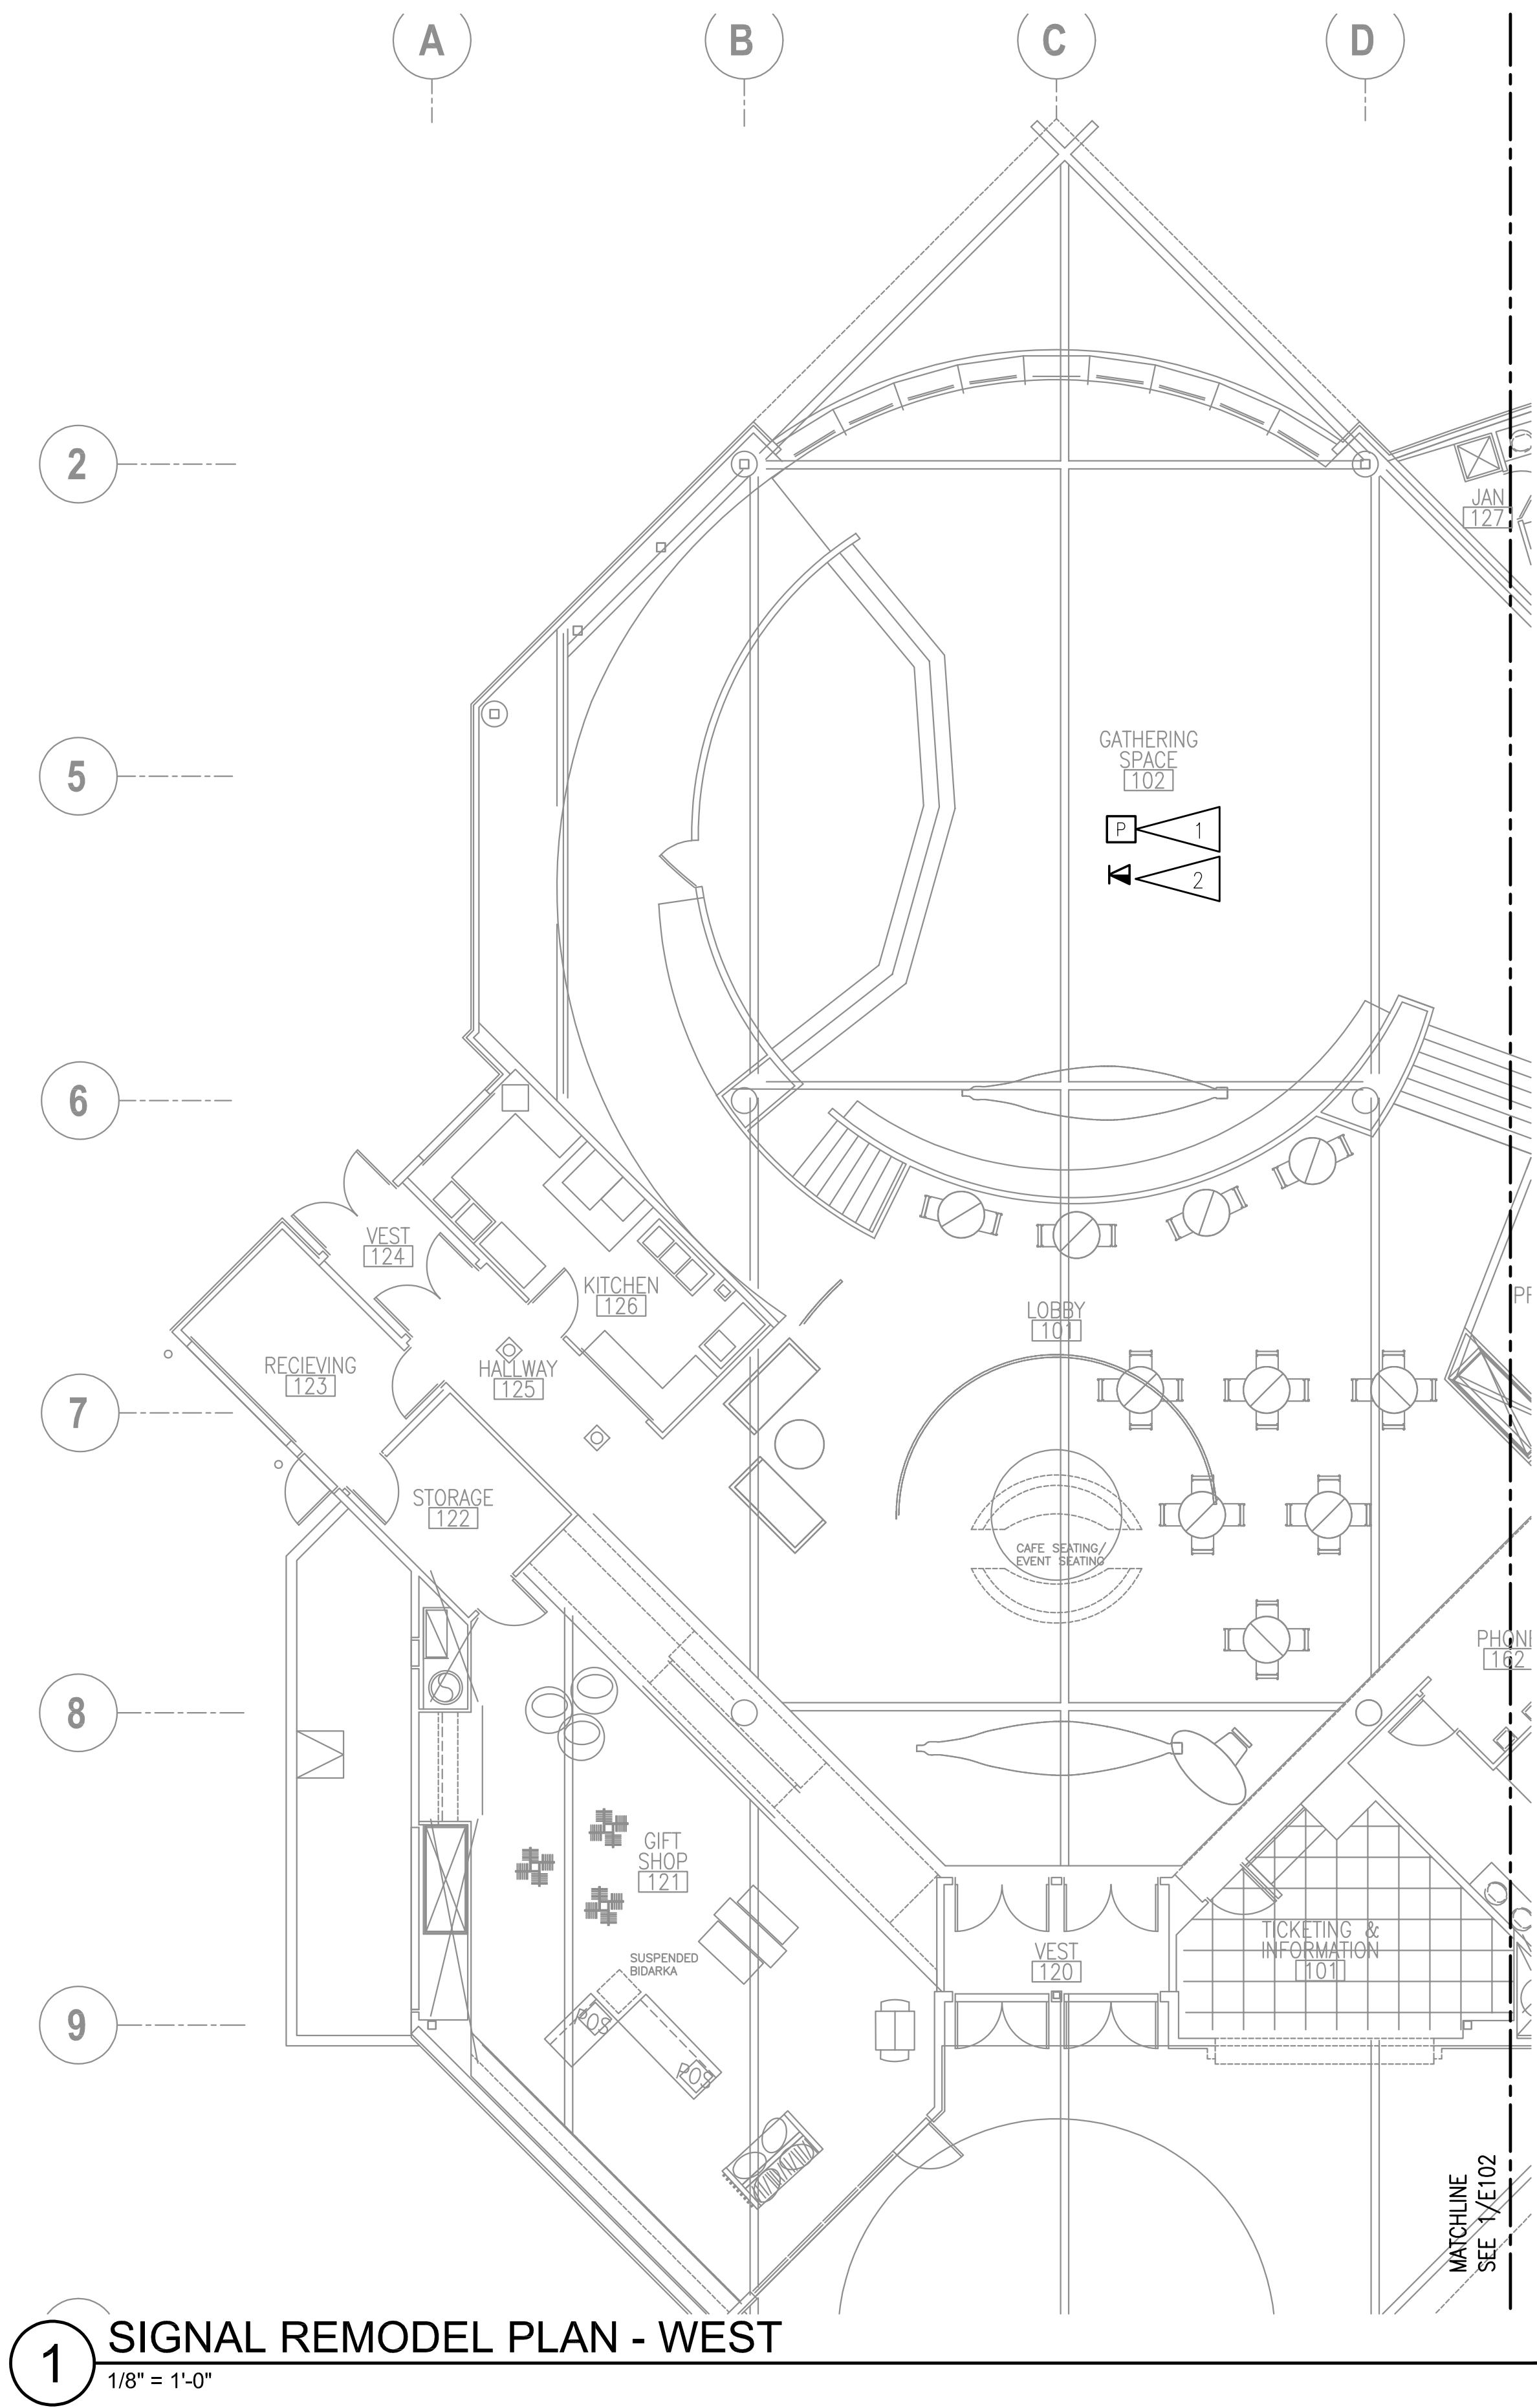 A
B
C
D
2
JAN
127
5
GATHERING
SPACE
102
P
1
2
6
VEST
124
KITCHEN
126
LOBBY
101
RECIEVING
123
HALLWAY
125
7
STORAGE
122
CAFE SEATING/
EVENT SEATING
162
8
GIFT
SHOP
121
SUSPENDED
BIDARKA
VEST
120
TICKETING &
INFORMATION
101
9
POS
POS
MATCHLINE
SEE 1/E102
1
SIGNAL REMODEL PLAN - WEST
1/8" = 1'-0"